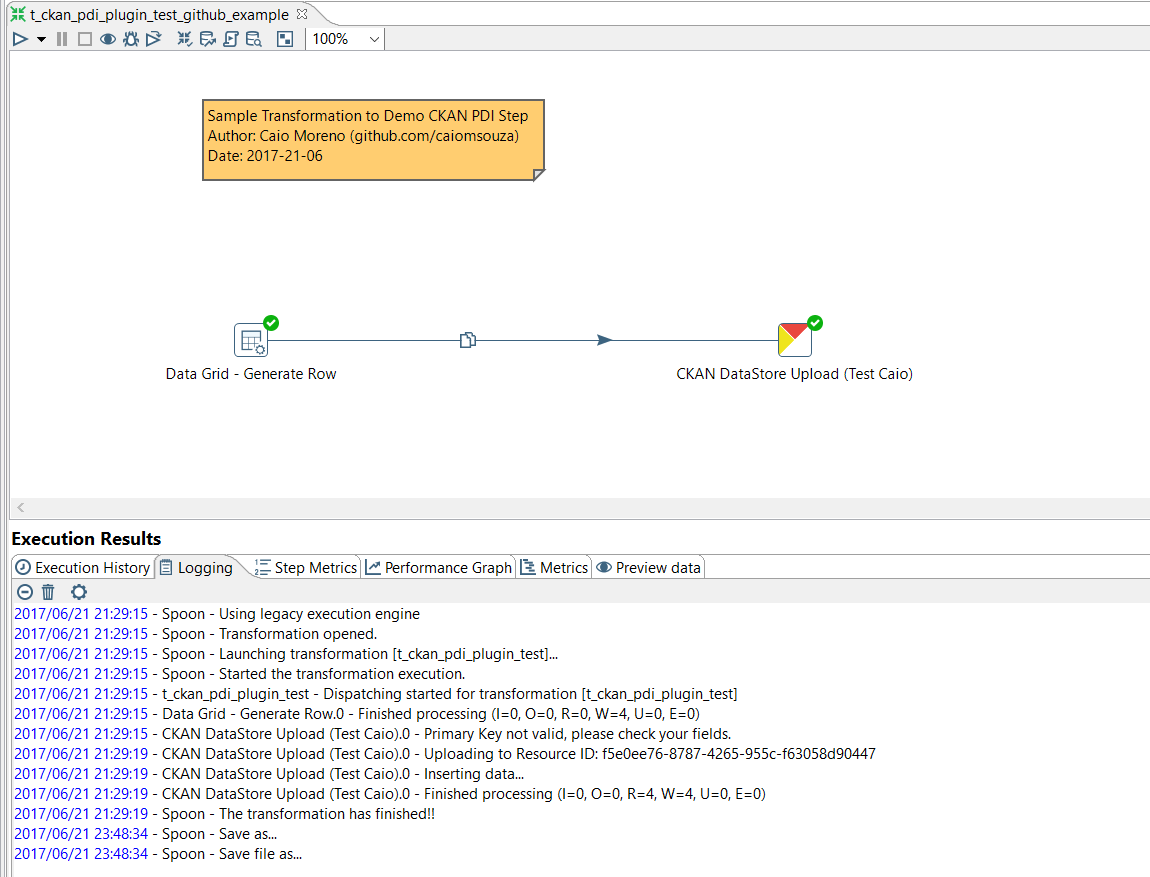 t_ckan_pdi_plugin_test_github_example
100%
Sample Transformation to Demo CKAN PDI Step
Author: Caio Moreno (github.com/caiomsouza)
Date: 2017-21-06
Data Grid - Generate Row
CKAN DataStore Upload (Test Caio)
Execution Results
Execution History Logging Step Metrics Performance Graph Metrics Preview data
2017/06/21 21:29:15 - Spoon - Using legacy execution engine
2017/06/21 21:29:15 - Spoon - Transformation opened.
2017/06/21 21:29:15 - Spoon - Launching transformation [t_ckan_pdi_plugin_test]...
2017/06/21 21:29:15 - Spoon - Started the transformation execution.
2017/06/21 21:29:15 - t_ckan_pdi_plugin_test - Dispatching started for transformation [t_ckan_pdi_plugin_test]
2017/06/21 21:29:15 - Data Grid - Generate Row.0 - Finished processing (I=0, O=0, R=0, W=4, U=0, E=0)
2017/06/21 21:29:15 - CKAN DataStore Upload (Test Caio).0 - Primary Key not valid, please check your fields.
2017/06/21 21:29:19 - CKAN DataStore Upload (Test Caio).0 - Uploading to Resource ID: f5e0ee76-8787-4265-955c-f63058d90447
2017/06/21 21:29:19 - CKAN DataStore Upload (Test Caio).0 - Inserting data...
2017/06/21 21:29:19 - CKAN DataStore Upload (Test Caio).0 - Finished processing (I=0, O=0, R=4, W=4, U=0, E=0)
2017/06/21 21:29:19 - Spoon - The transformation has finished!!
2017/06/21 23:48:34 - Spoon - Save as...
2017/06/21 23:48:34 - Spoon - Save file as...